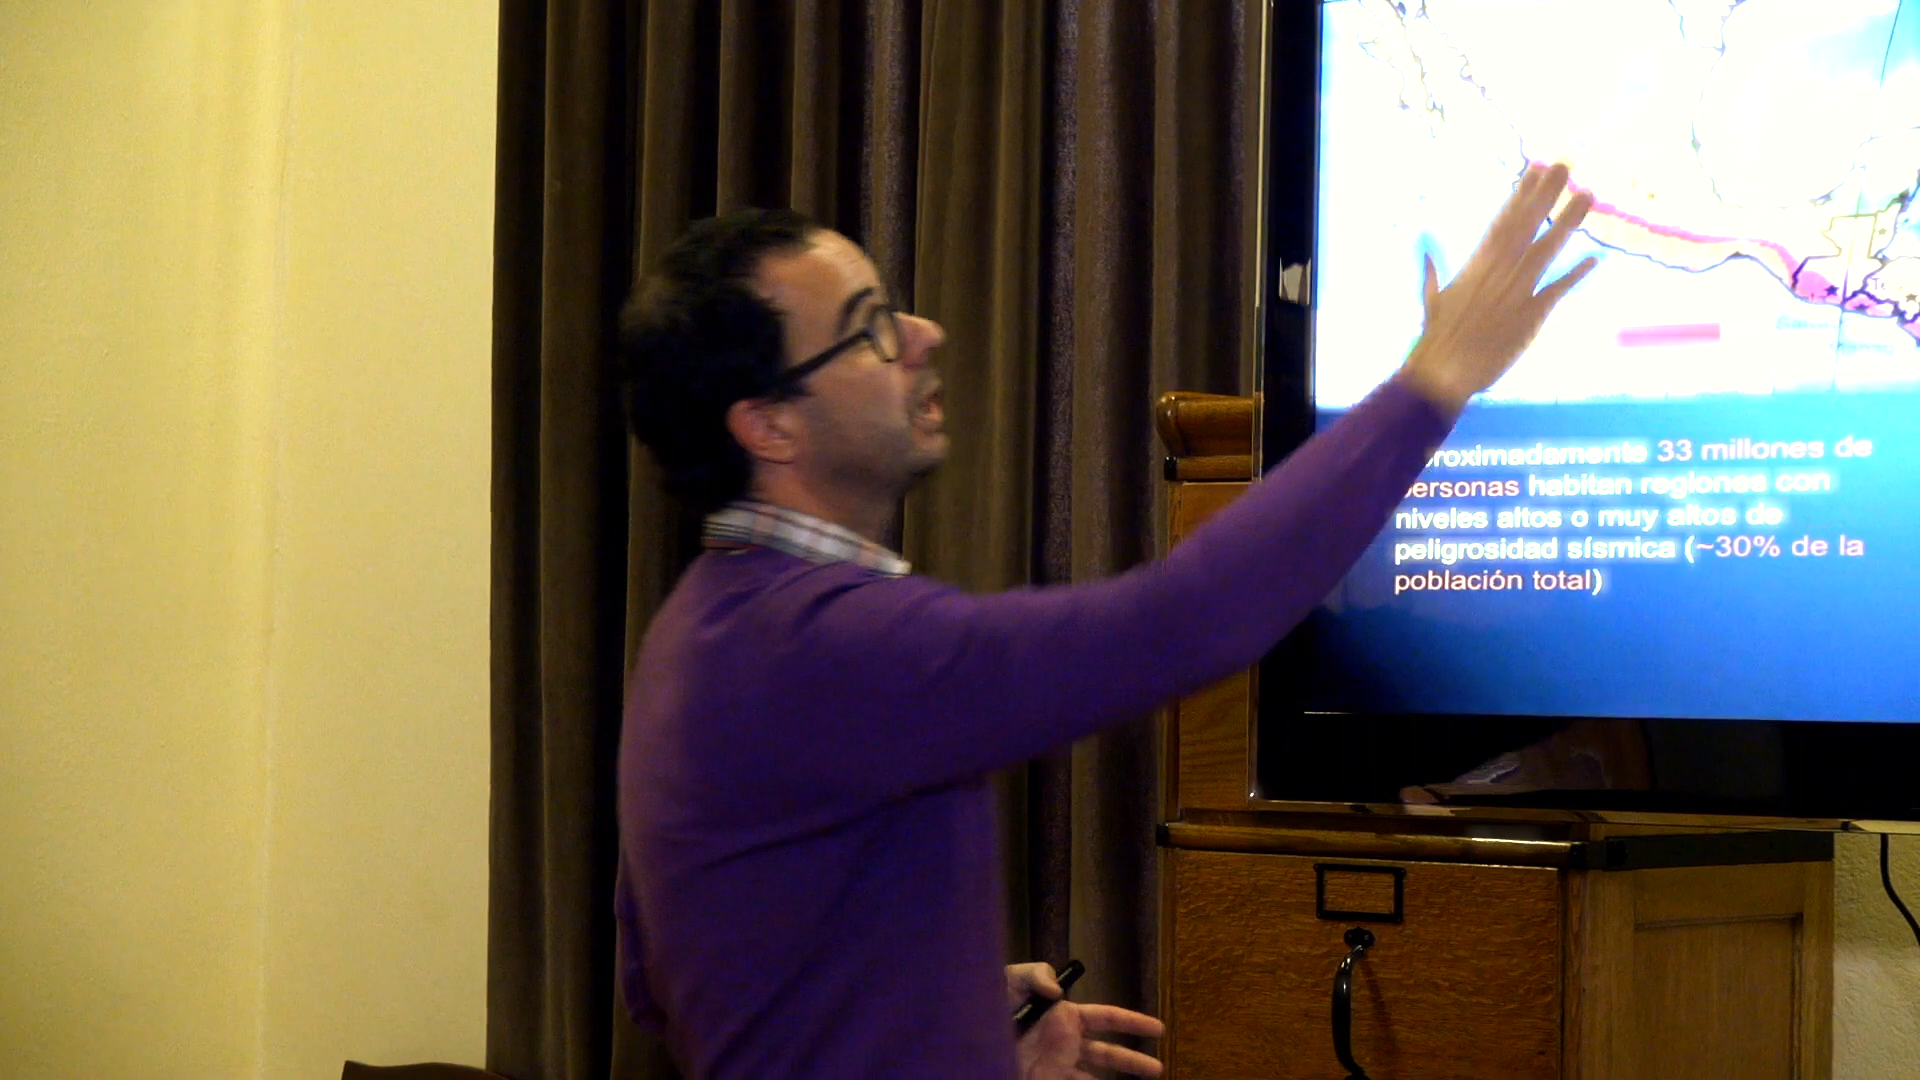 roximadamente 33 millones de
ersonas habitan regiones con
niveles altos o muy altos de
peligrosidad sísmica (~30% de la
población total)